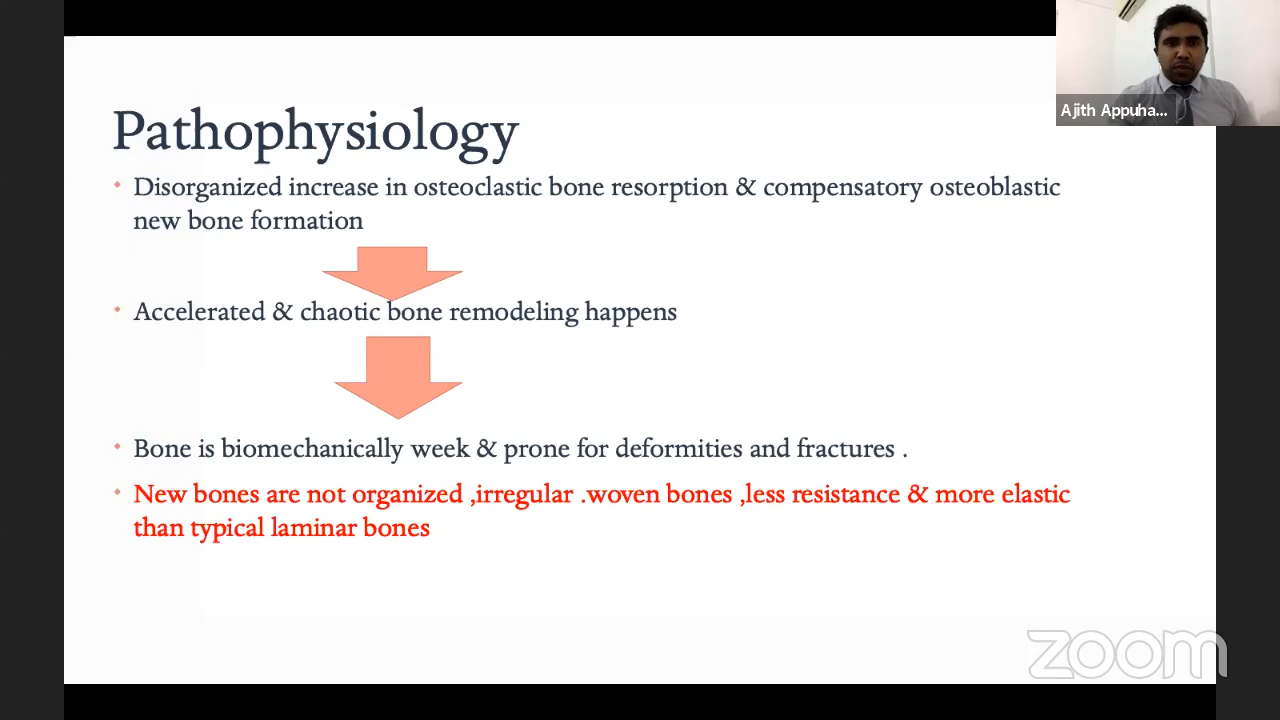 Pathophysiology
Disorganized increase in osteoclastic bone resorption & compensatory osteoblastic
new bone formation
Accelerated & chaotic bone remodeling happens
Bone is biomechanically week & prone for deformities and fractures .
New bones are not organized ,irregular .woven bones ,less resistance & more elastic
than typical laminar bones
Ajith Appuha...
zoom